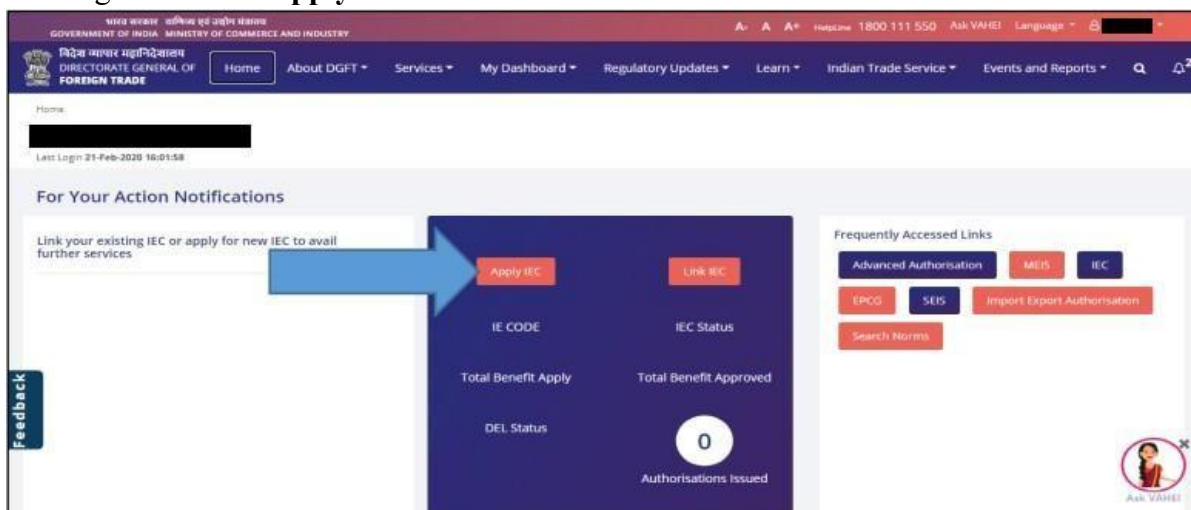 apply
भारत सरकार वाणिज्य एवं उद्योग मंत्रालय
GOVERNMENT OF INDIA MINISTRY OF COMMERCE AND INDUSTRY
A- A A+ HELPLINE 1800 111 550 Ask VAHEI Language
विदेश व्यापार महानिदेशालय
DIRECTORATE GENERAL OF
FOREIGN TRADE
Home About DGFT Services My Dashboard Regulatory Updates Learn Indian Trade Service Events and Reports 2
Home
Last Login 21-Feb-2020 16:01:58
For Your Action Notifications
Link your existing IEC or apply for new IEC to avail
further services
Apply IEC Link IEC
IE CODE IEC Status
Total Benefit Apply Total Benefit Approved
DEL Status 0
Authorisations Issued
Frequently Accessed Links
Advanced Authorisation MEIS IEC
EPCG SEIS Import Export Authorisation
Search Norms
Feedback
Ask VAHEI